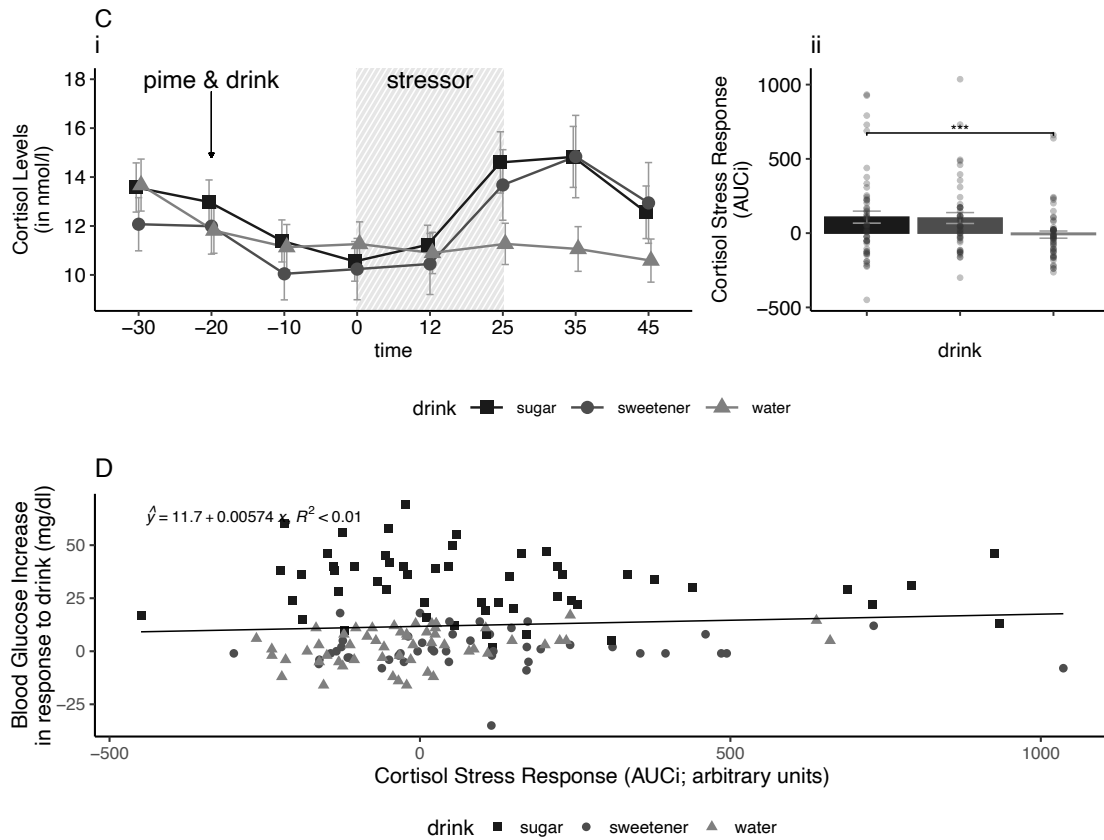 C
i
ii
pime & drink
stressor
18
16
14
12
10
Cortisol Levels
(in nmol/l)
−30 −20 −10 0 12 25 35 45
time
***
1000
500
0
−500
Cortisol Stress Response
(AUCi)
drink
drink sugar sweetener water
D
ŷ = 11.7 + 0.00574 x, R² < 0.01
50
25
0
−25
Blood Glucose Increase
in response to drink (mg/dl)
−500 0 500 1000
Cortisol Stress Response (AUCi; arbitrary units)
drink sugar sweetener water